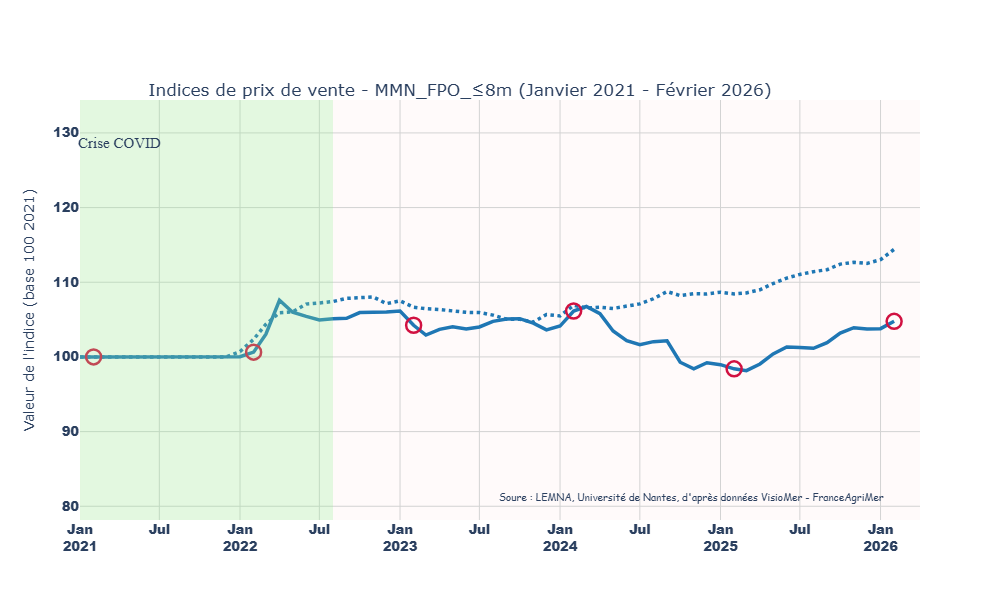 Indices de prix de vente - MMN_FPO_≤8m (Janvier 2021 - Février 2026)
Crise COVID
Valeur de l'indice (base 100 2021)
130
120
110
100
90
80
Soure : LEMNA, Université de Nantes, d'après données VisioMer - FranceAgriMer
Jan Jul Jan Jul Jan Jul Jan Jul Jan Jul Jan
2021 2022 2023 2024 2025 2026